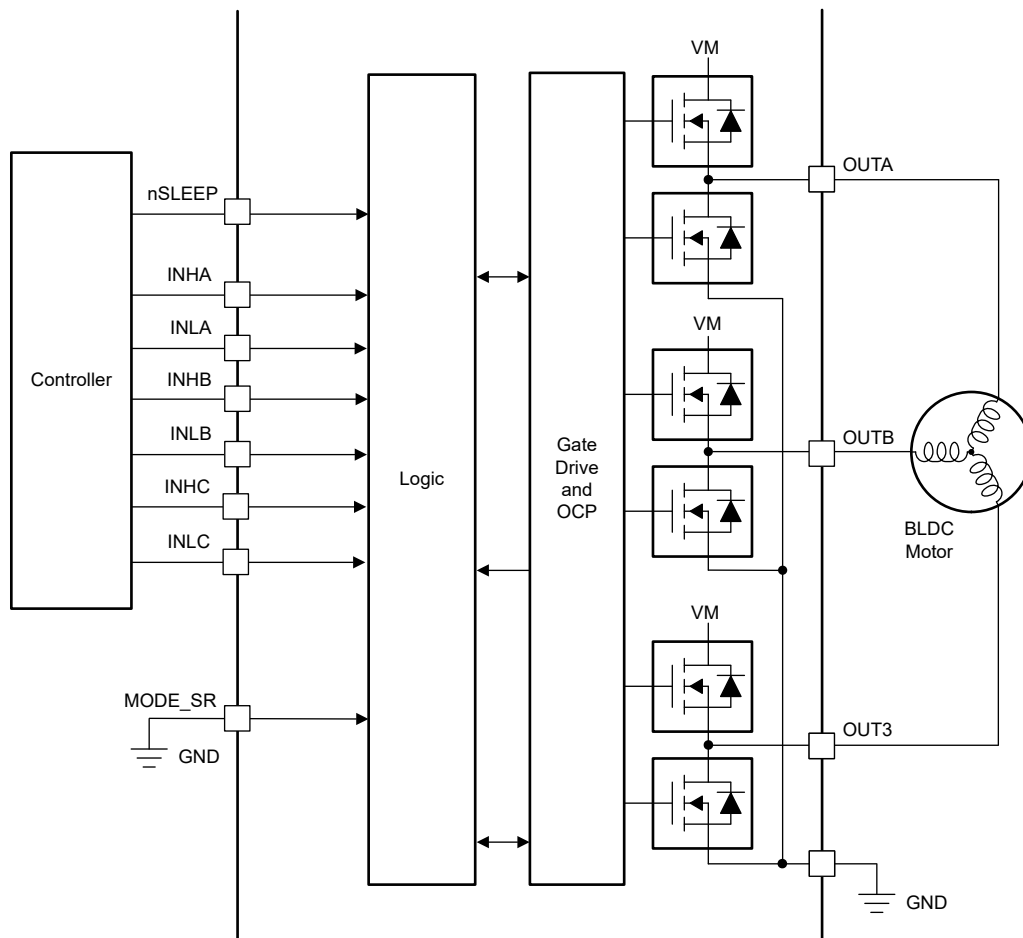 VM
OUTA
nSLEEP
INHA
INLA
VM
INHB
Controller
OUTB
INLB
Logic
Gate
Drive
and
OCP
INHC
BLDC
Motor
INLC
VM
MODE_SR
OUT3
GND
GND